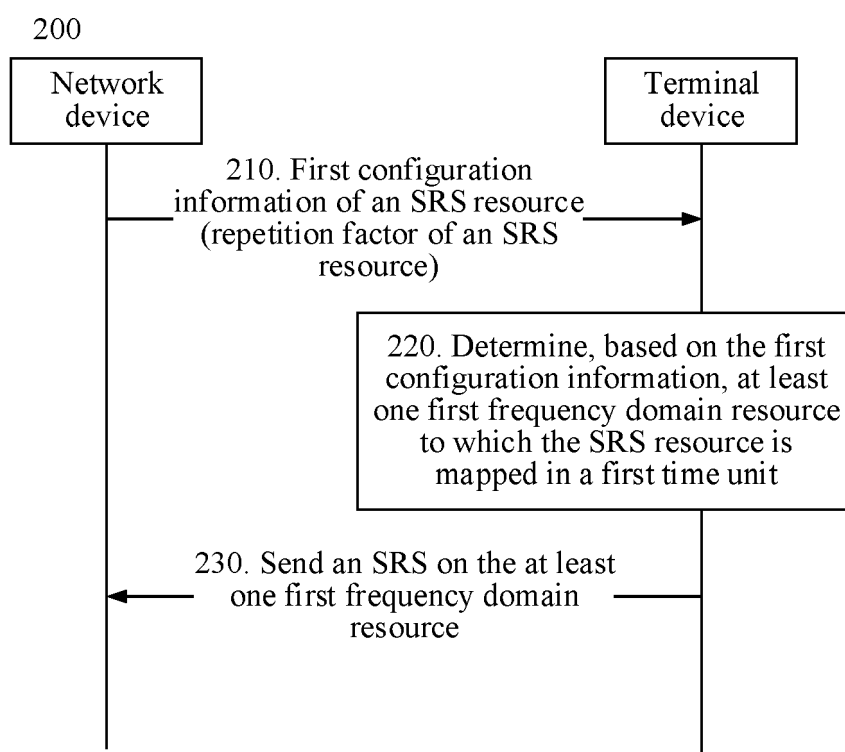 200
Network
device
Terminal
device
210. First configuration
information of an SRS resource
(repetition factor of an SRS
resource)
220. Determine, based on the first
configuration information, at least
one first frequency domain resource
to which the SRS resource is
mapped in a first time unit
230. Send an SRS on the at least
one first frequency domain
resource